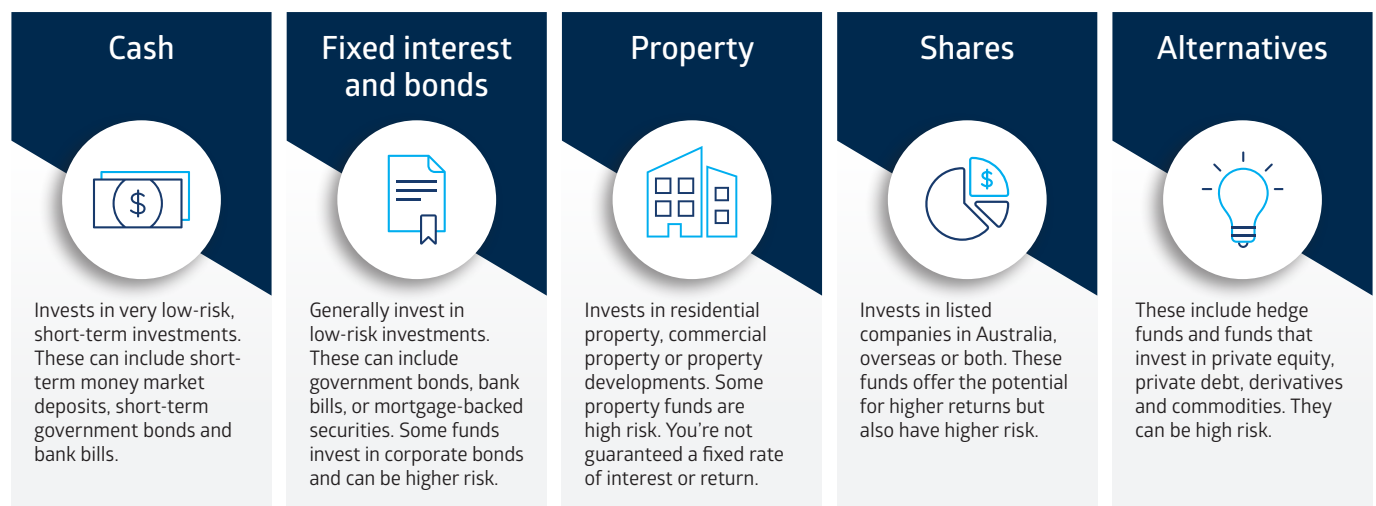 Cash
$
Invests in very low-risk,
short-term investments.
These can include short-
term money market
deposits, short-term
government bonds and
bank bills.
Fixed interest
and bonds
Generally invest in
low-risk investments.
These can include
government bonds, bank
bills, or mortgage-backed
securities. Some funds
invest in corporate bonds
and can be higher risk.
Property
Invests in residential
property, commercial
property or property
developments. Some
property funds are
high risk. You’re not
guaranteed a fixed rate
of interest or return.
Shares
$
Invests in listed
companies in Australia,
overseas or both. These
funds offer the potential
for higher returns but
also have higher risk.
Alternatives
These include hedge
funds and funds that
invest in private equity,
private debt, derivatives
and commodities. They
can be high risk.